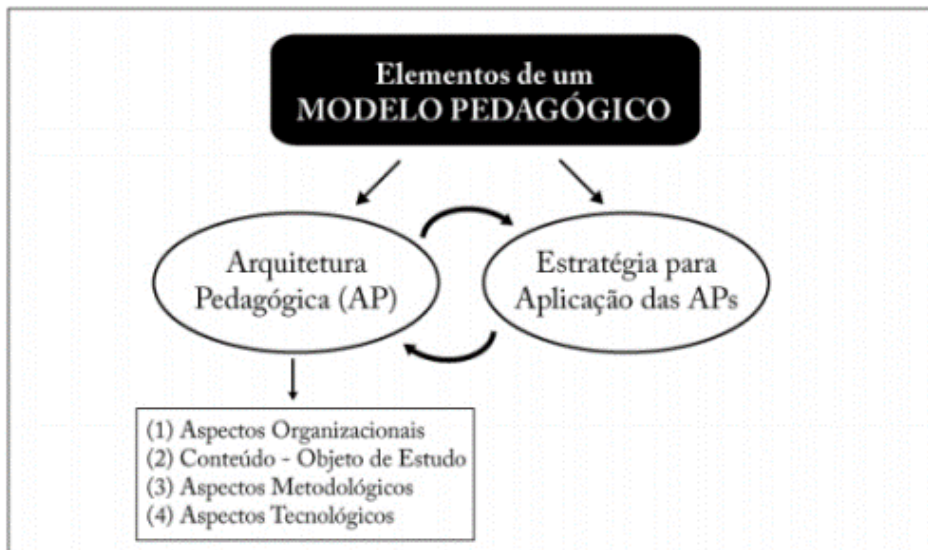 Elementos de um
MODELO PEDAGÓGICO
Arquitetura
Pedagógica (AP)
Estratégia para
Aplicação das APs
(1) Aspectos Organizacionais
(2) Conteúdo - Objeto de Estudo
(3) Aspectos Metodológicos
(4) Aspectos Tecnológicos